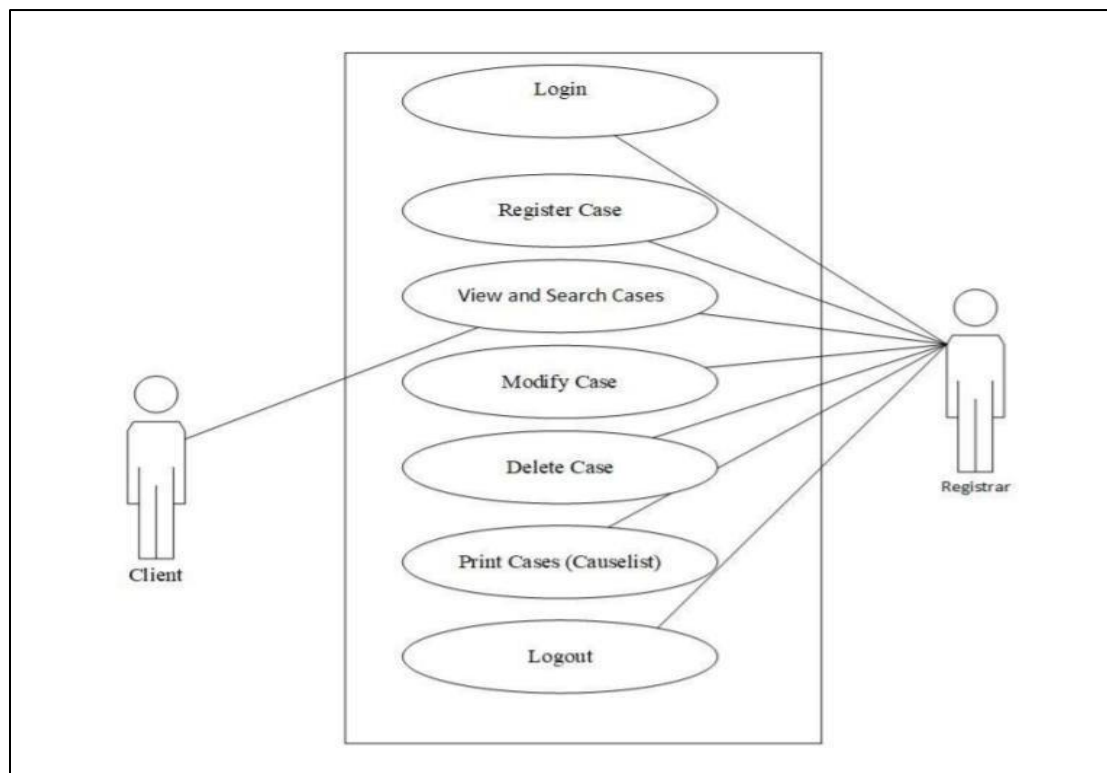 Login
Register Case
View and Search Cases
Modify Case
Delete Case
Print Cases (Causelist)
Logout
Client
Registrar